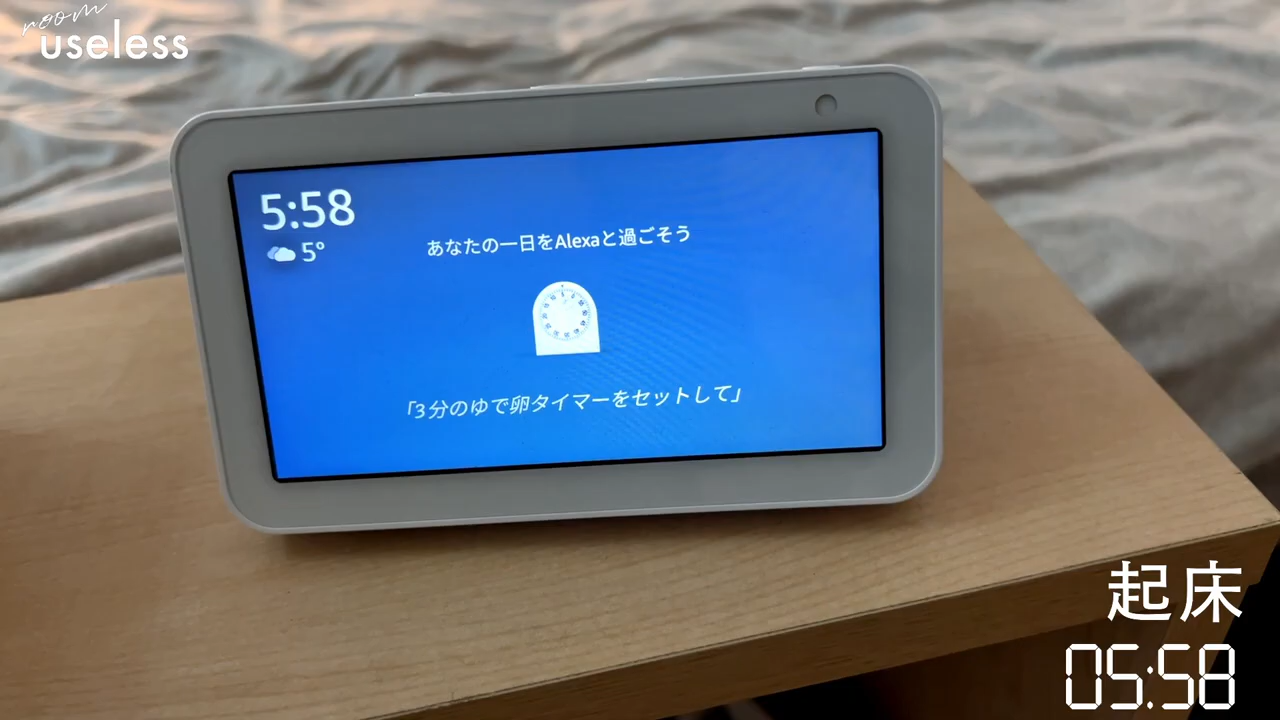 room
useless
5:58
5°
あなたの一日をAlexaと過ごそう
「3分のゆで卵タイマーをセットして」
起床
05:58